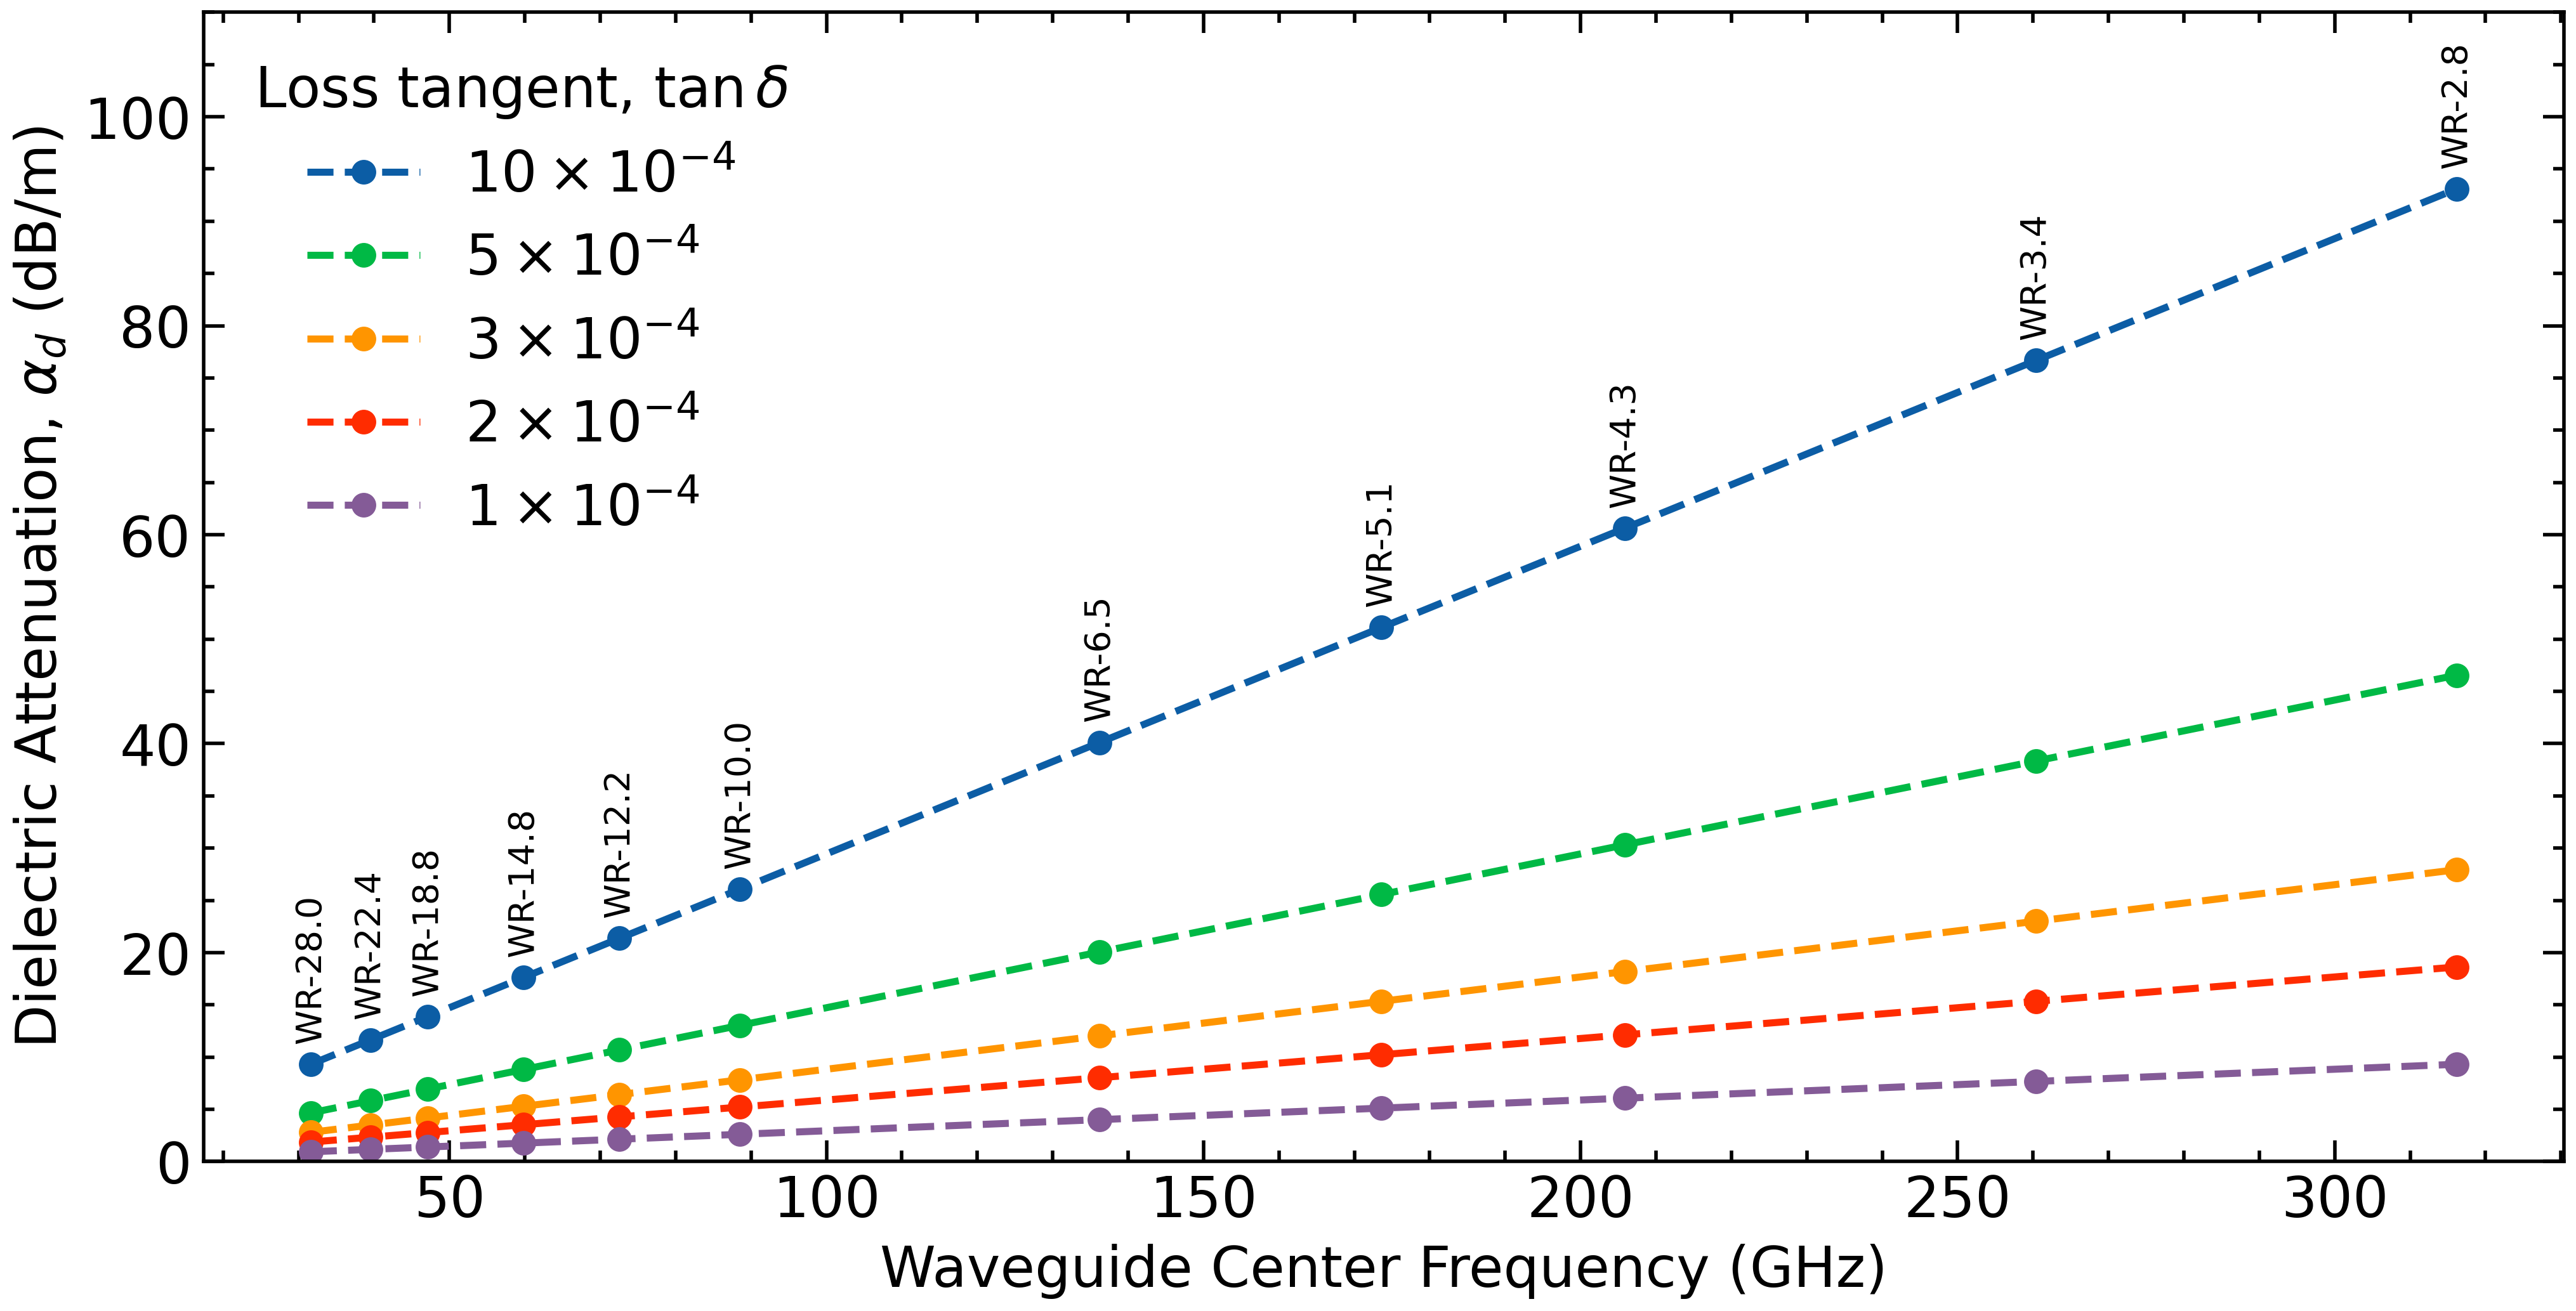 Loss tangent, tan δ
10 × 10⁻⁴
5 × 10⁻⁴
3 × 10⁻⁴
2 × 10⁻⁴
1 × 10⁻⁴
WR-28.0
WR-22.4
WR-18.8
WR-14.8
WR-12.2
WR-10.0
WR-6.5
WR-5.1
WR-4.3
WR-3.4
WR-2.8
Dielectric Attenuation, α_d (dB/m)
100
80
60
40
20
0
50 100 150 200 250 300
Waveguide Center Frequency (GHz)